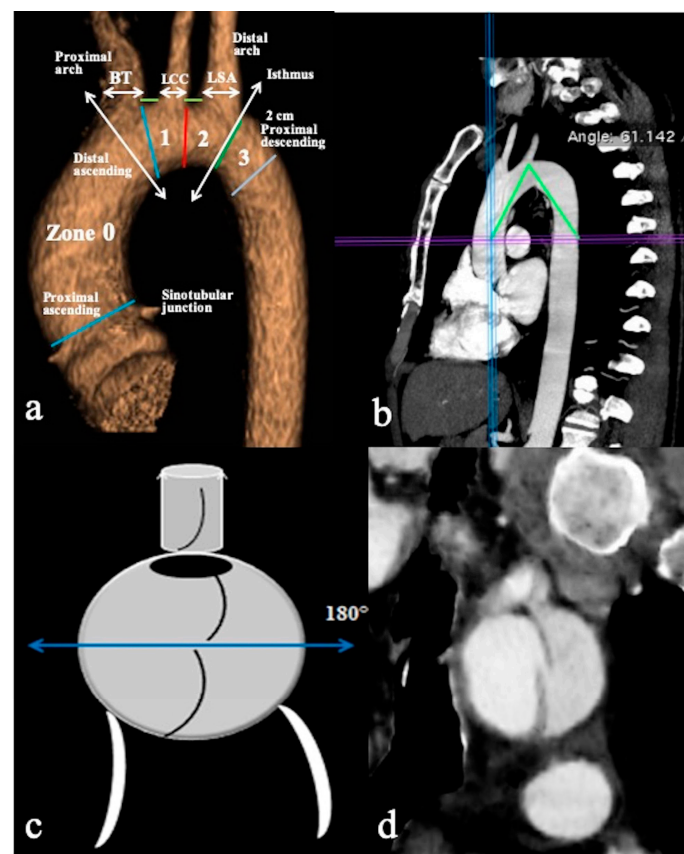 Proximal
arch
BT
LCC
LSA
Distal
arch
Isthmus
2 cm
Proximal
descending
1
2
3
Distal
ascending
Zone 0
Proximal
ascending
Sinotubular
junction
a
Angle: 61.142 /
b
180°
c
d